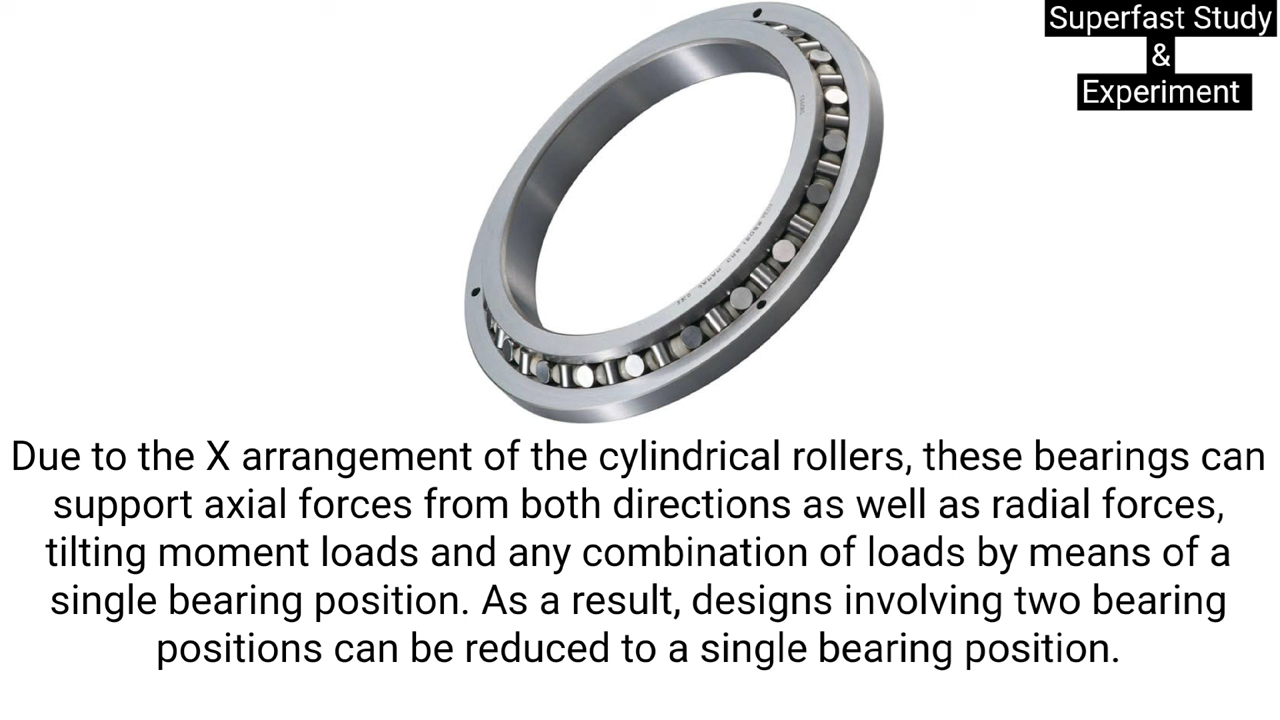 Superfast Study
&
Experiment
Due to the X arrangement of the cylindrical rollers, these bearings can
support axial forces from both directions as well as radial forces,
tilting moment loads and any combination of loads by means of a
single bearing position. As a result, designs involving two bearing
positions can be reduced to a single bearing position.